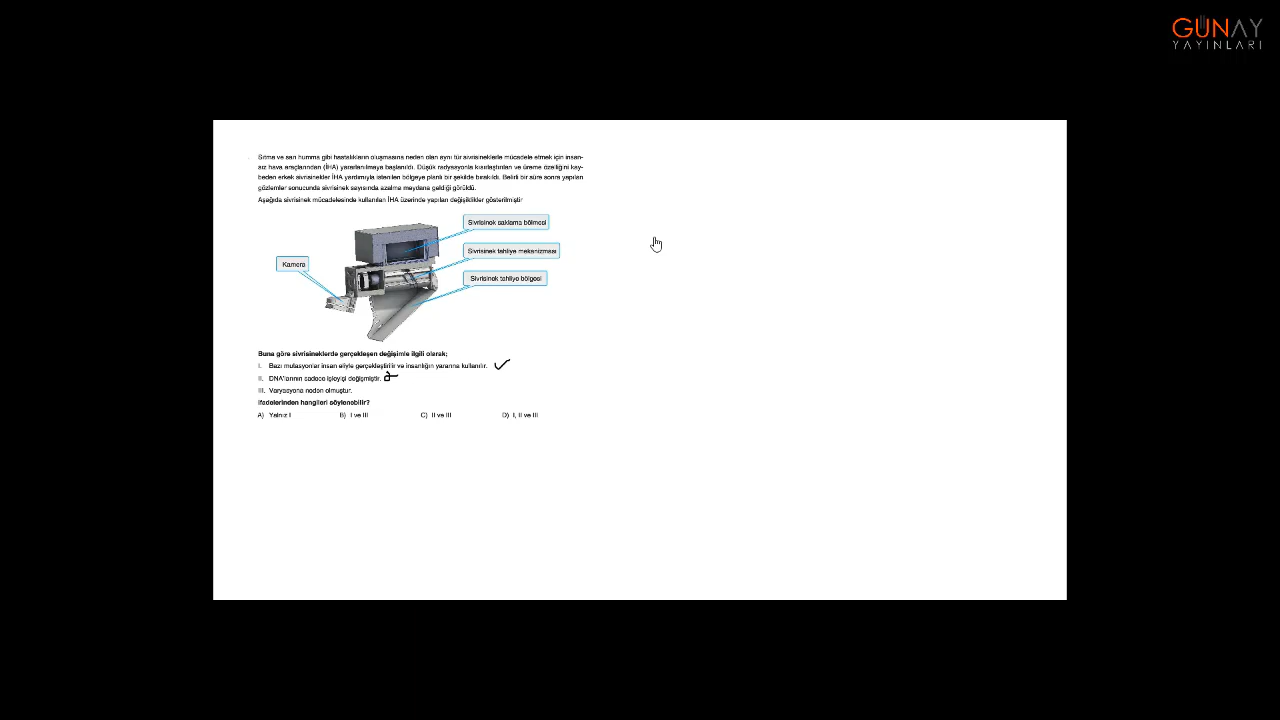 GÜNAY
YAYINLARI
Sıtma ve sarı humma gibi hastalıkların oluşmasına neden olan aynı tür sivrisineklerle mücadele etmek için insan-
sız hava araçlarından (İHA) yararlanılmaya başlanıldı. Düşük radyasyonla kısırlaştırılan ve üreme özelliğini kay-
beden erkek sivrisinekler İHA yardımıyla istenilen bölgeye planlı bir şekilde bırakıldı. Belirli bir süre sonra yapılan
gözlemler sonucunda sivrisinek sayısında azalma meydana geldiği görüldü.
Aşağıda sivrisinek mücadelesinde kullanılan İHA üzerinde yapılan değişiklikler gösterilmiştir
Sivrisinek saklama bölmesi
Sivrisinek tahliye mekanizması
Kamera
Sivrisinek tahliye bölgesi
Buna göre sivrisineklerde gerçekleşen değişimle ilgili olarak;
I. Bazı mutasyonlar insan eliyle gerçekleştirilir ve insanlığın yararına kullanılır.
II. DNA'larının sadece işleyişi değişmiştir.
III. Varyasyona neden olmuştur.
ifadelerinden hangileri söylenebilir?
A) Yalnız I B) I ve III C) II ve III D) I, II ve III